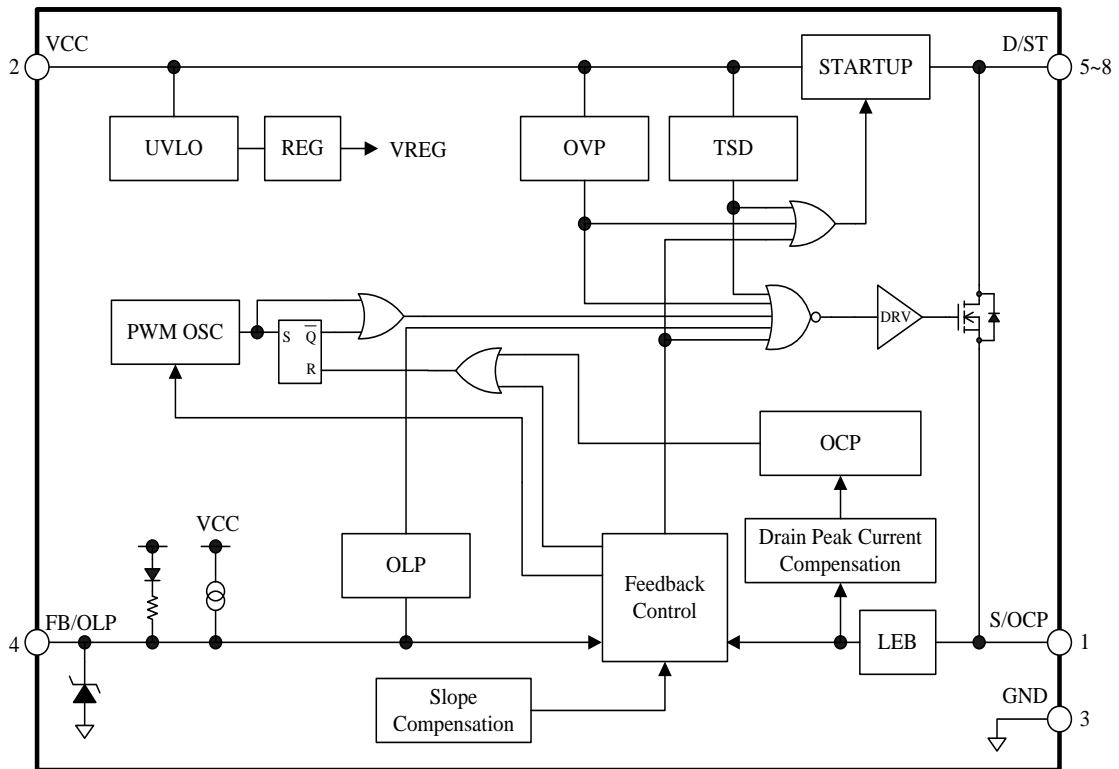 VCC
D/ST
2
STARTUP
5~8
UVLO
REG
VREG
OVP
TSD
PWM OSC
S
Q̅
R
DRV
OCP
VCC
OLP
Feedback
Control
Drain Peak Current
Compensation
FB/OLP
S/OCP
4
LEB
1
Slope
Compensation
GND
3